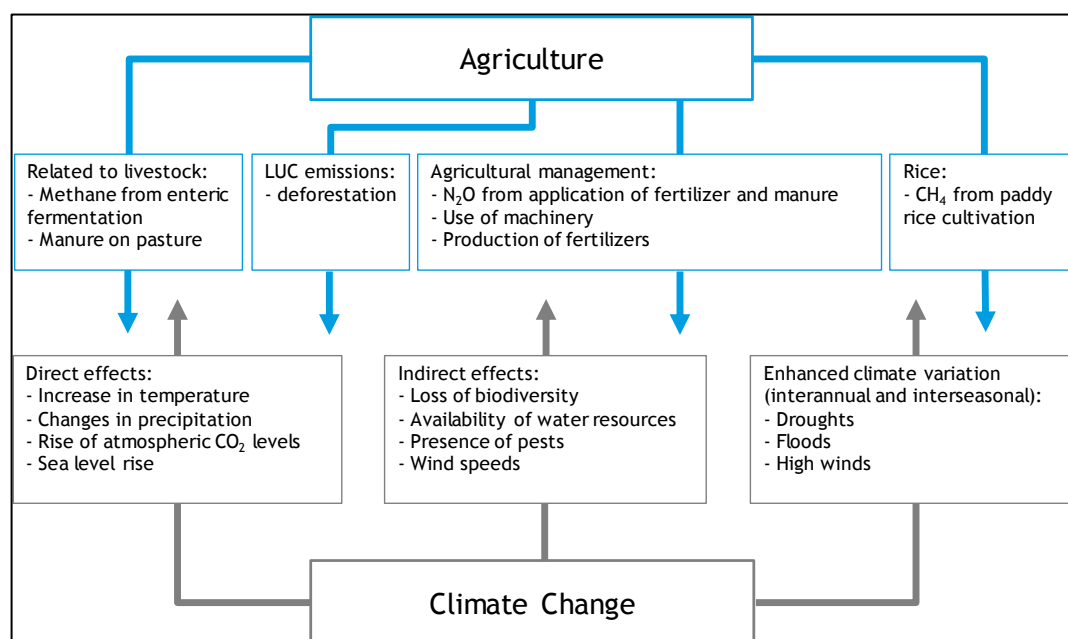 Agriculture
Related to livestock:
- Methane from enteric
fermentation
- Manure on pasture
LUC emissions:
- deforestation
Agricultural management:
- N₂O from application of fertilizer and manure
- Use of machinery
- Production of fertilizers
Rice:
- CH₄ from paddy
rice cultivation
Direct effects:
- Increase in temperature
- Changes in precipitation
- Rise of atmospheric CO₂ levels
- Sea level rise
Indirect effects:
- Loss of biodiversity
- Availability of water resources
- Presence of pests
- Wind speeds
Enhanced climate variation
(interannual and interseasonal):
- Droughts
- Floods
- High winds
Climate Change